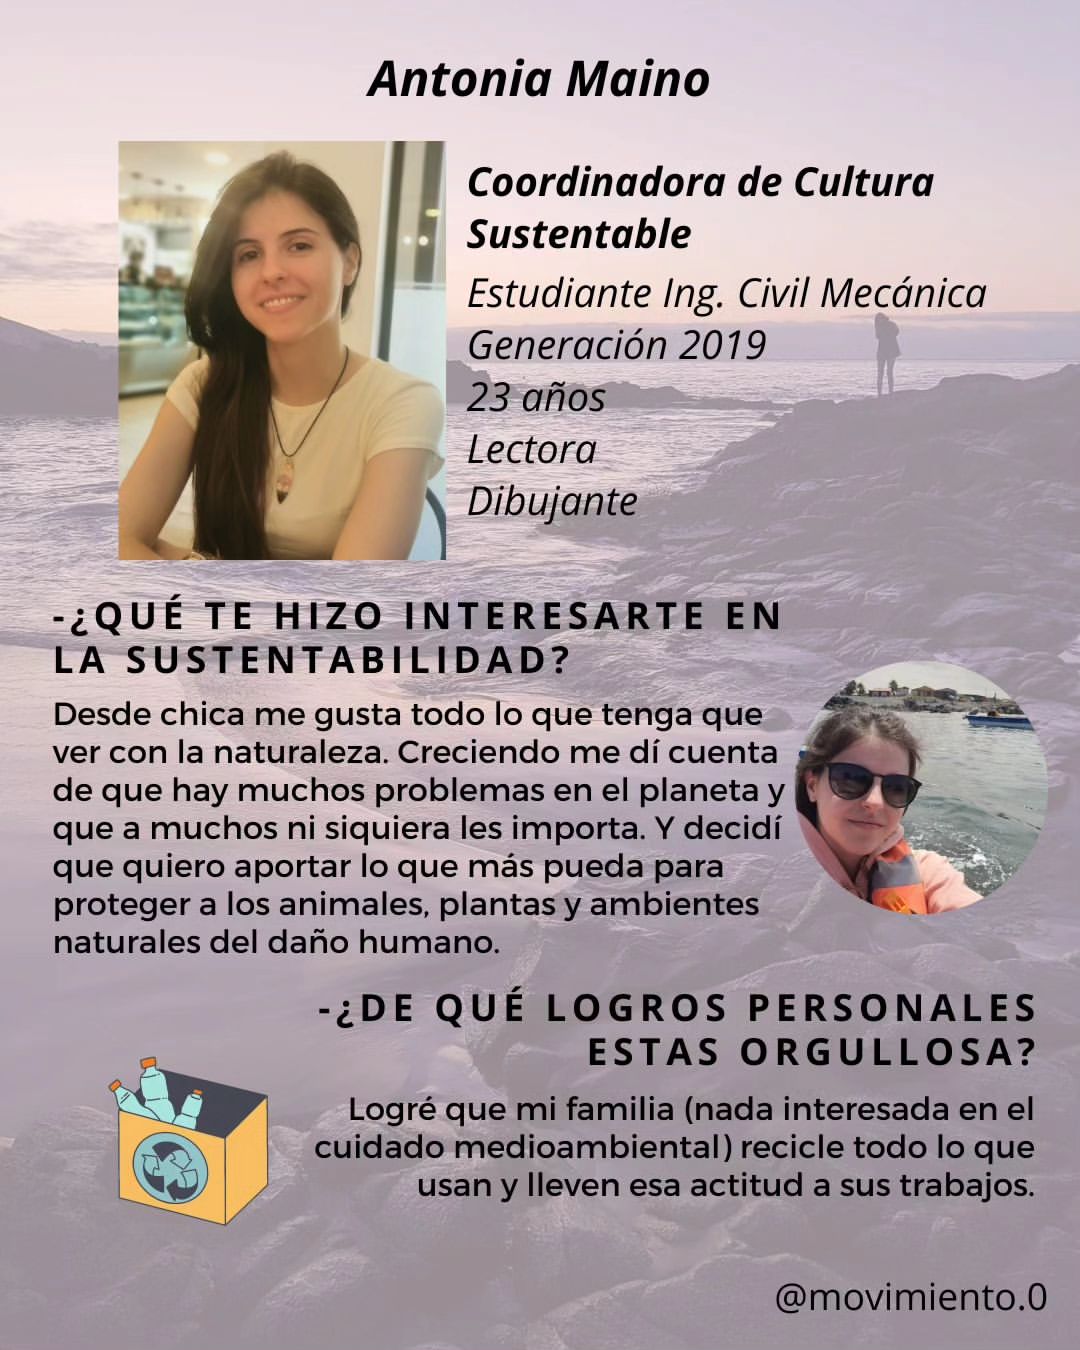 Antonia Maino
Coordinadora de Cultura
Sustentable
Estudiante Ing. Civil Mecánica
Generación 2019
23 años
Lectora
Dibujante
-¿QUÉ TE HIZO INTERESARTE EN
LA SUSTENTABILIDAD?
Desde chica me gusta todo lo que tenga que
ver con la naturaleza. Creciendo me dí cuenta
de que hay muchos problemas en el planeta y
que a muchos ni siquiera les importa. Y decidí
que quiero aportar lo que más pueda para
proteger a los animales, plantas y ambientes
naturales del daño humano.
-¿DE QUÉ LOGROS PERSONALES
ESTAS ORGULLOSA?
Logré que mi familia (nada interesada en el
cuidado medioambiental) recicle todo lo que
usan y lleven esa actitud a sus trabajos.
@movimiento.0